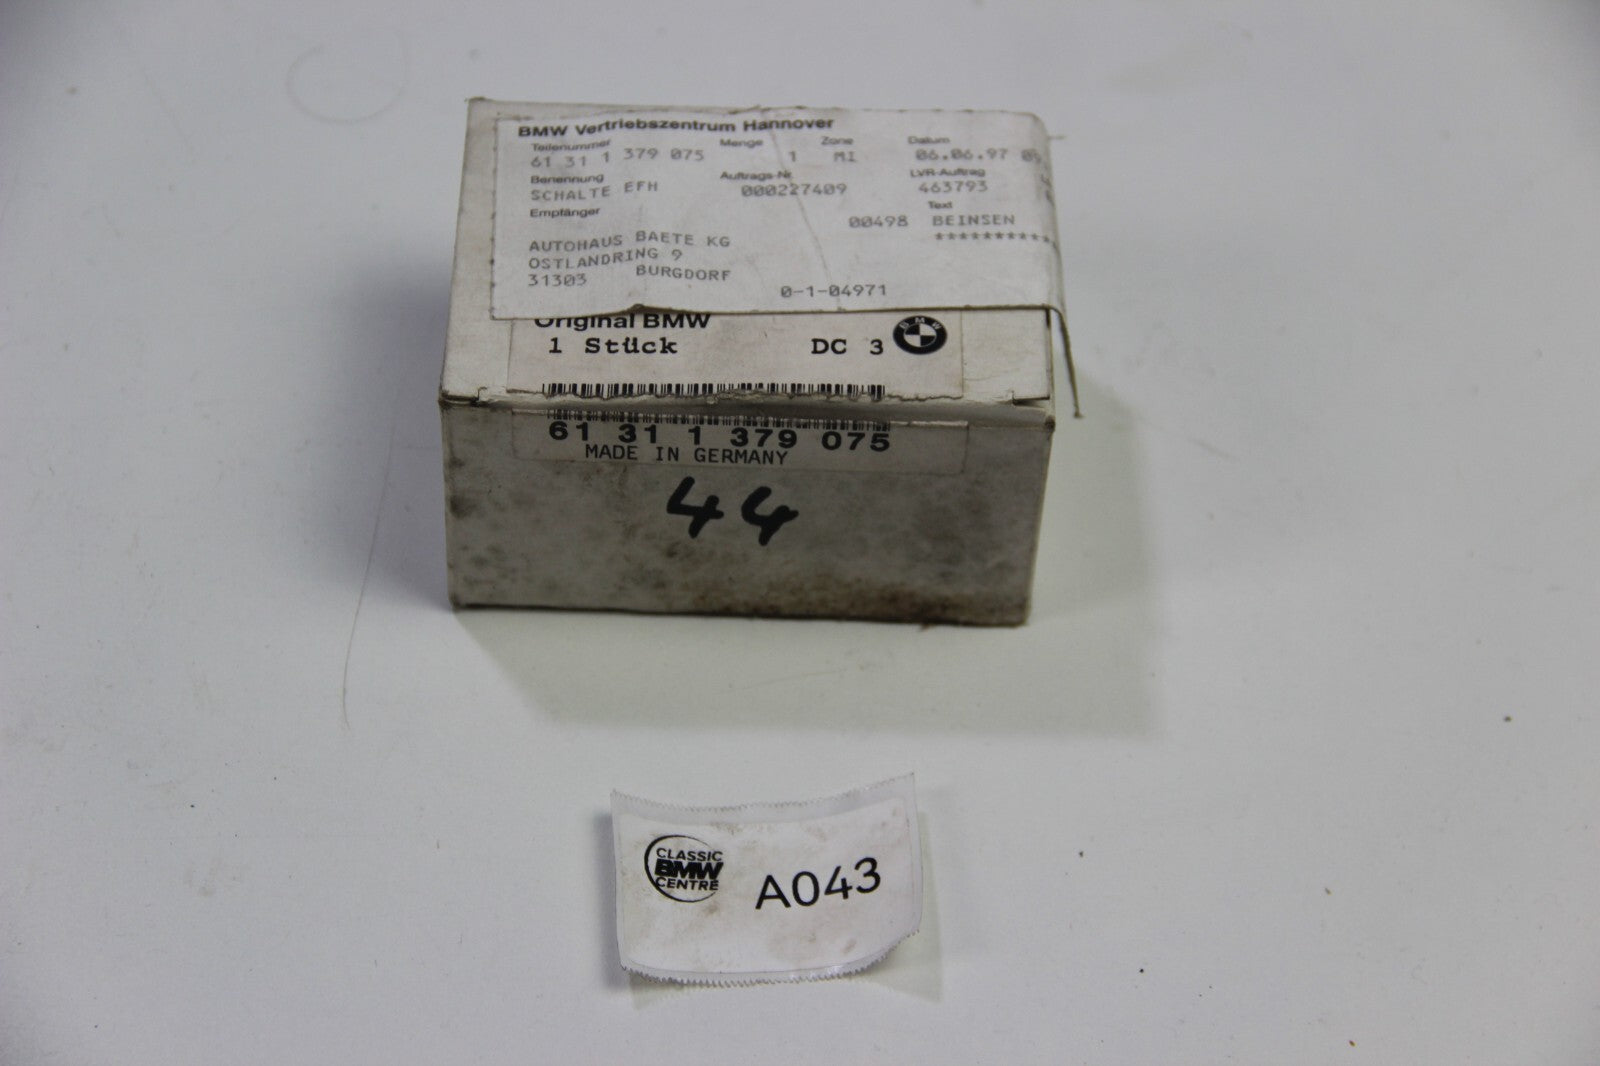 BMW Vertriebszentrum Hannover
Teilenummer Menge Zone Datum
61 31 1 379 075 1 MI 06.06.97
Benennung Auftrags-Nr. LVR-Auftrag
SCHALTE EFH 000227409 463793
Empfänger Text
00498 BEINSEN
**********
AUTOHAUS BAETE KG
OSTLANDRING 9
31303 BURGDORF
0-1-04971
Original BMW
1 Stück DC 3
BMW
61 31 1 379 075
MADE IN GERMANY
44
CLASSIC
BMW
CENTRE
A043